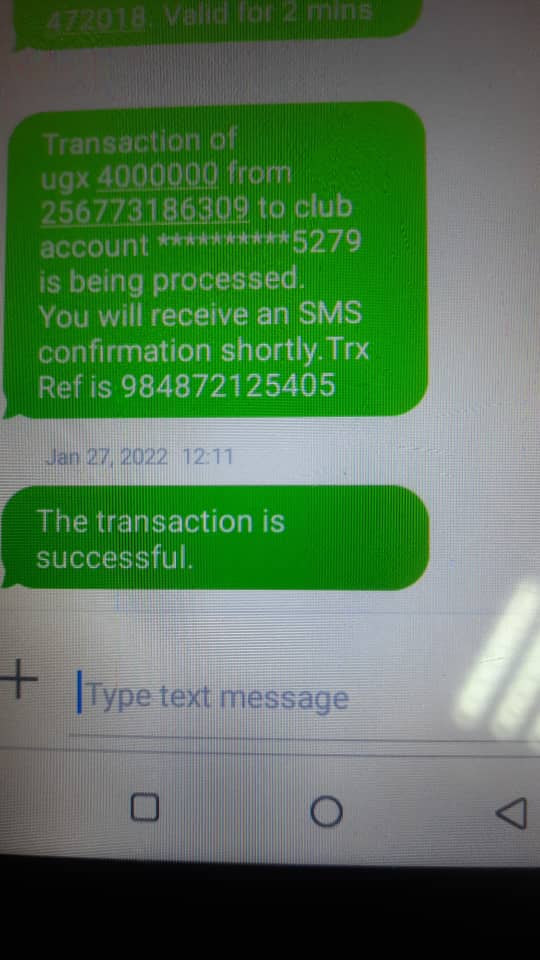 472018. Valid for 2 mins
Transaction of
ugx 4000000 from
256773186309 to club
account **********5279
is being processed.
You will receive an SMS
confirmation shortly.Trx
Ref is 984872125405
Jan 27, 2022 12:11
The transaction is
successful.
Type text message